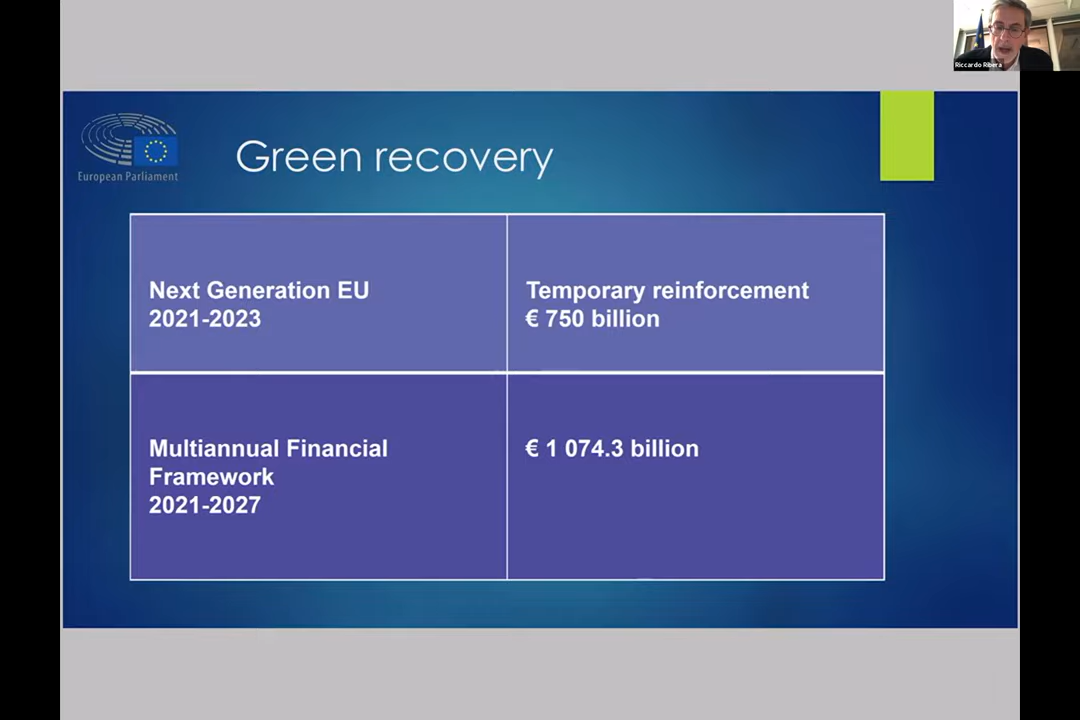 Riccardo Ribera
European Parliament
Green recovery
Next Generation EU
2021-2023
Temporary reinforcement
€ 750 billion
Multiannual Financial
Framework
2021-2027
€ 1 074.3 billion